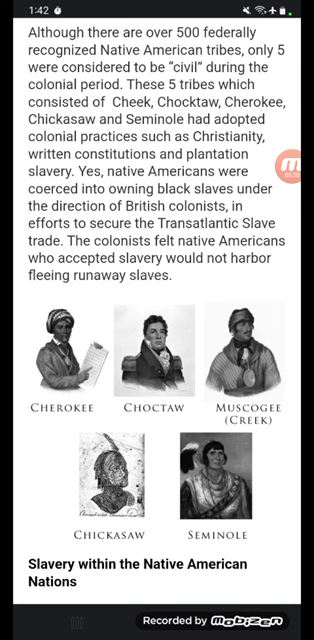 1:42
Although there are over 500 federally
recognized Native American tribes, only 5
were considered to be “civil” during the
colonial period. These 5 tribes which
consisted of Cheek, Chocktaw, Cherokee,
Chickasaw and Seminole had adopted
colonial practices such as Christianity,
written constitutions and plantation
slavery. Yes, native Americans were
coerced into owning black slaves under
the direction of British colonists, in
efforts to secure the Transatlantic Slave
trade. The colonists felt native Americans
who accepted slavery would not harbor
fleeing runaway slaves.
CHEROKEE
CHOCTAW
MUSCOGEE
(CREEK)
CHICKASAW
SEMINOLE
Slavery within the Native American
Nations
Recorded by mobizen